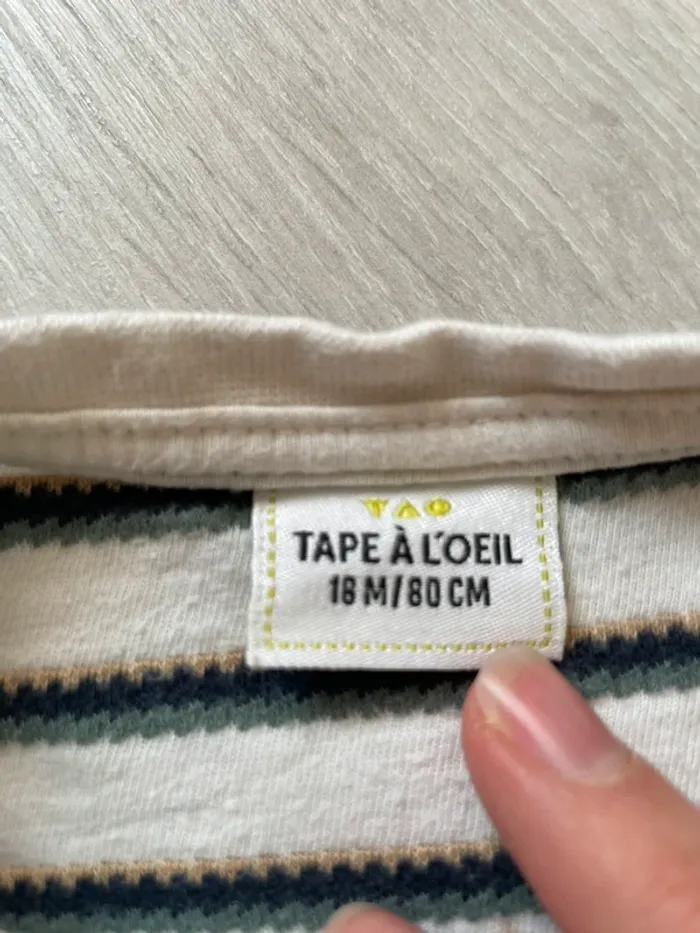 TAO
TAPE À L'OEIL
18 M/80 CM